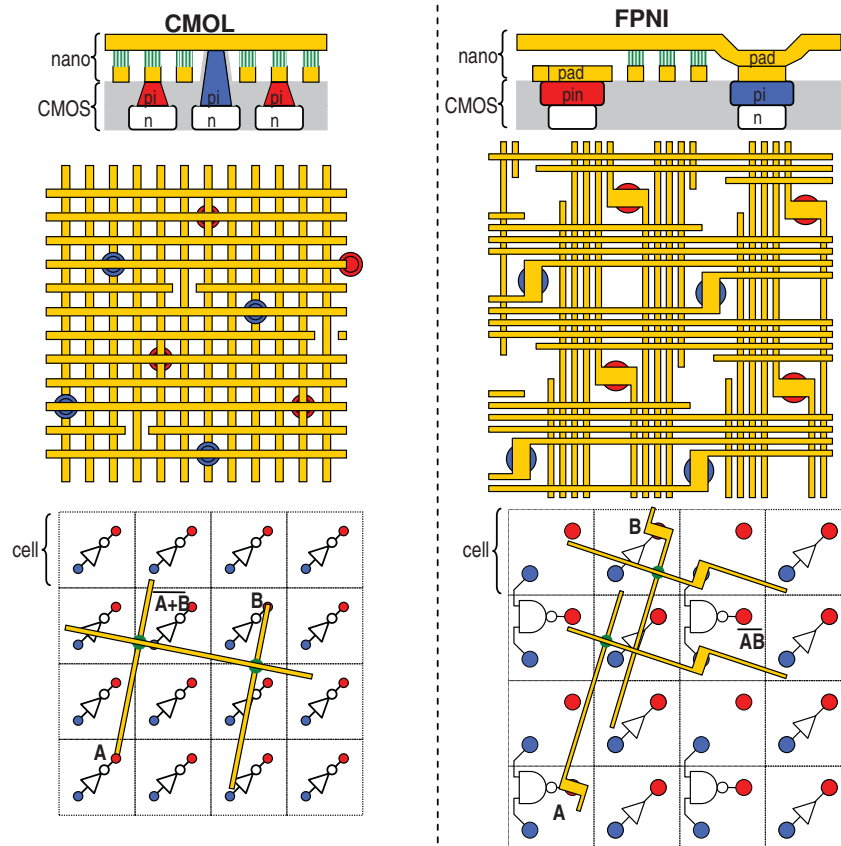 CMOL
nano
CMOS
pi
pi
pi
n
n
n
cell
A+B
B
A
FPNI
nano
pad
pad
CMOS
pin
pi
n
cell
B
AB
A